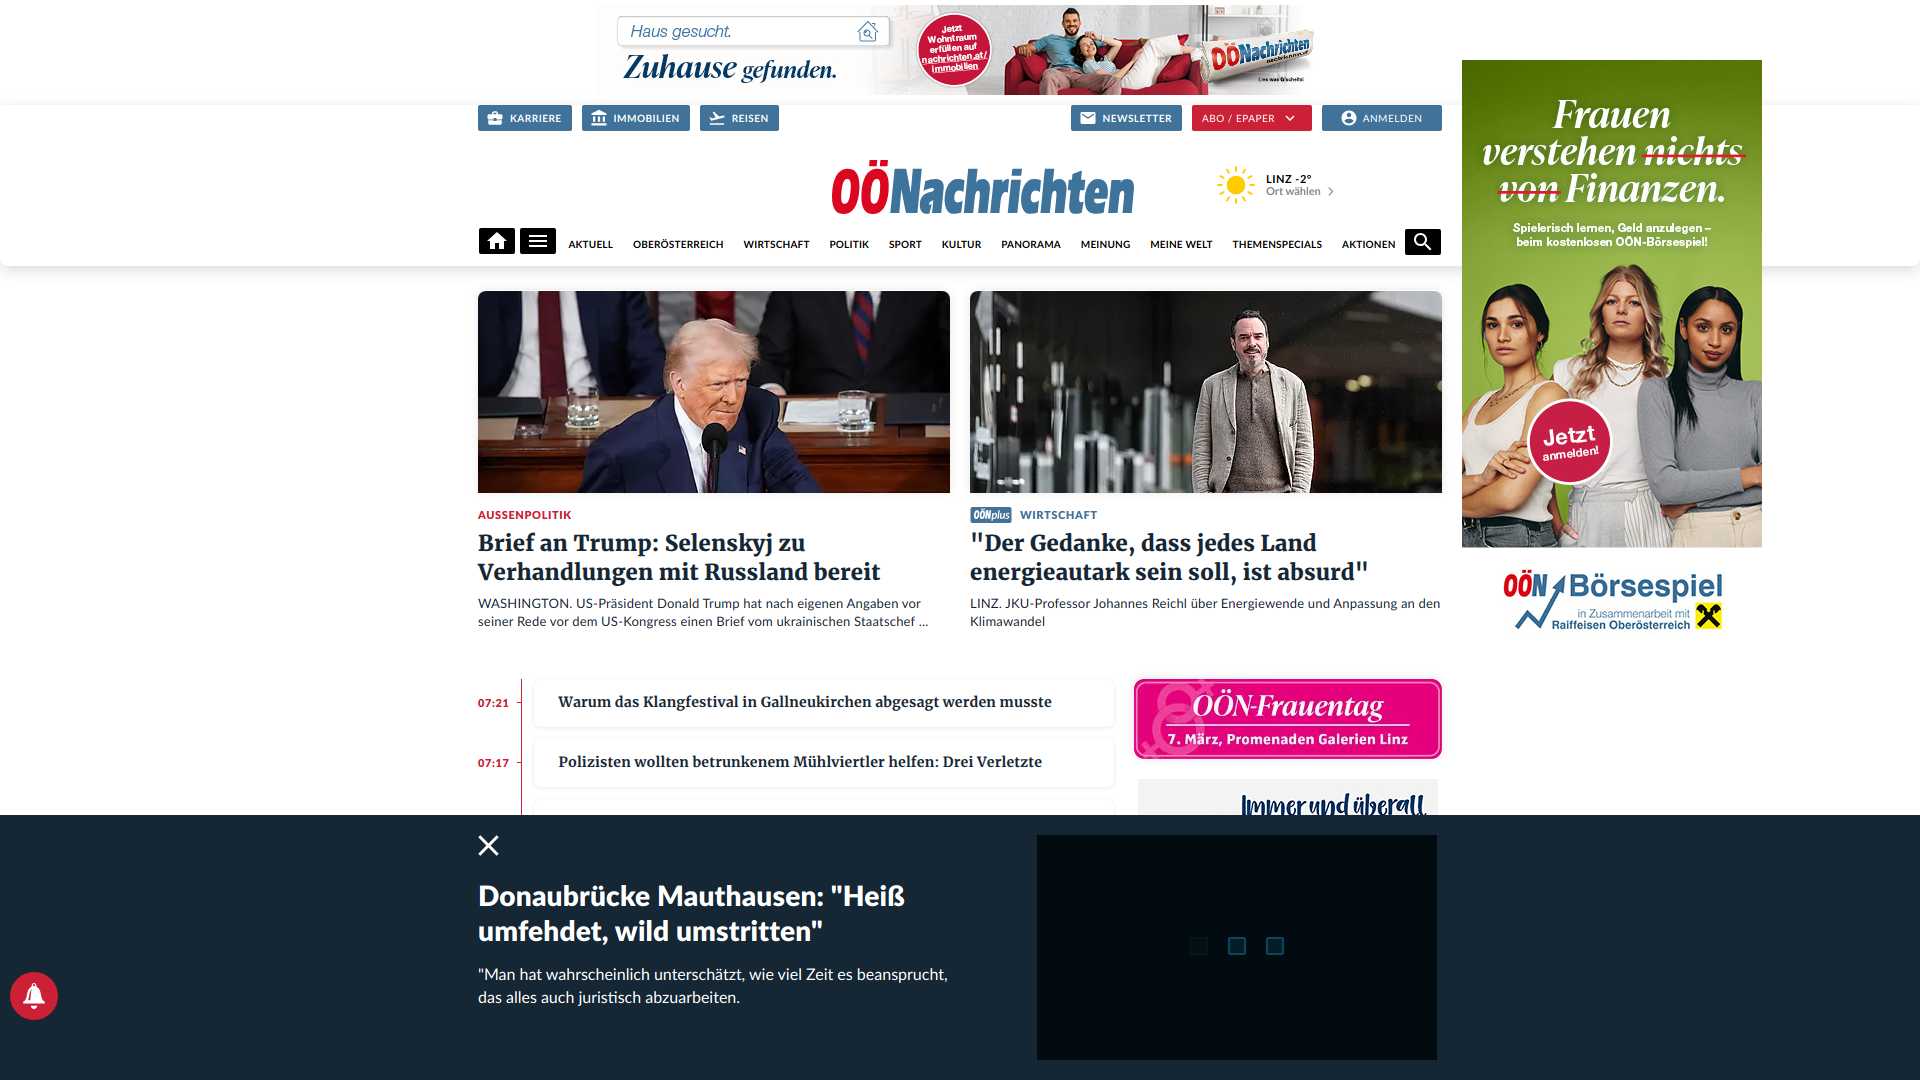 Haus gesucht.
Zuhause gefunden.
Jetzt
Wohntraum
erfüllen auf
nachrichten.at/
immobilien
OÖNachrichten
Lies was G'scheits!
KARRIERE
IMMOBILIEN
REISEN
NEWSLETTER
ABO / EPAPER
ANMELDEN
OÖNachrichten
LINZ -2°
Ort wählen
AKTUELL
OBERÖSTERREICH
WIRTSCHAFT
POLITIK
SPORT
KULTUR
PANORAMA
MEINUNG
MEINE WELT
THEMENSPECIALS
AKTIONEN
Frauen
verstehen nichts
von Finanzen.
Spielerisch lernen, Geld anzulegen –
beim kostenlosen OÖN-Börsespiel!
Jetzt
anmelden!
OÖN Börsespiel
in Zusammenarbeit mit
Raiffeisen Oberösterreich
AUSSENPOLITIK
Brief an Trump: Selenskyj zu
Verhandlungen mit Russland bereit
WASHINGTON. US-Präsident Donald Trump hat nach eigenen Angaben vor
seiner Rede vor dem US-Kongress einen Brief vom ukrainischen Staatschef ...
OÖNplus WIRTSCHAFT
"Der Gedanke, dass jedes Land
energieautark sein soll, ist absurd"
LINZ. JKU-Professor Johannes Reichl über Energiewende und Anpassung an den
Klimawandel
07:21
Warum das Klangfestival in Gallneukirchen abgesagt werden musste
07:17
Polizisten wollten betrunkenem Mühlviertler helfen: Drei Verletzte
OÖN-Frauentag
7. März, Promenaden Galerien Linz
Immer und überall
Donaubrücke Mauthausen: "Heiß
umfehdet, wild umstritten"
"Man hat wahrscheinlich unterschätzt, wie viel Zeit es beansprucht,
das alles auch juristisch abzuarbeiten.